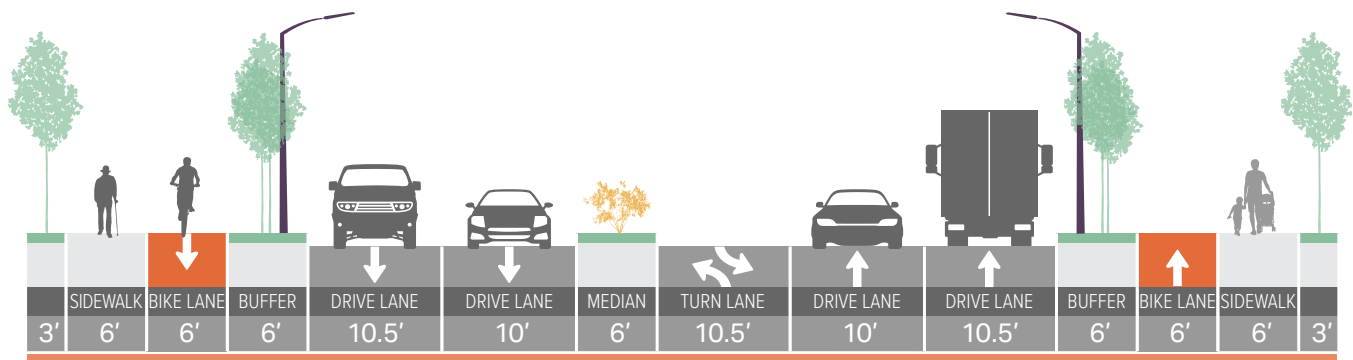 SIDEWALK BIKE LANE BUFFER DRIVE LANE DRIVE LANE MEDIAN TURN LANE DRIVE LANE DRIVE LANE BUFFER BIKE LANE SIDEWALK
3’ 6’ 6’ 6’ 10.5’ 10’ 6’ 10.5’ 10’ 10.5’ 6’ 6’ 6’ 3’